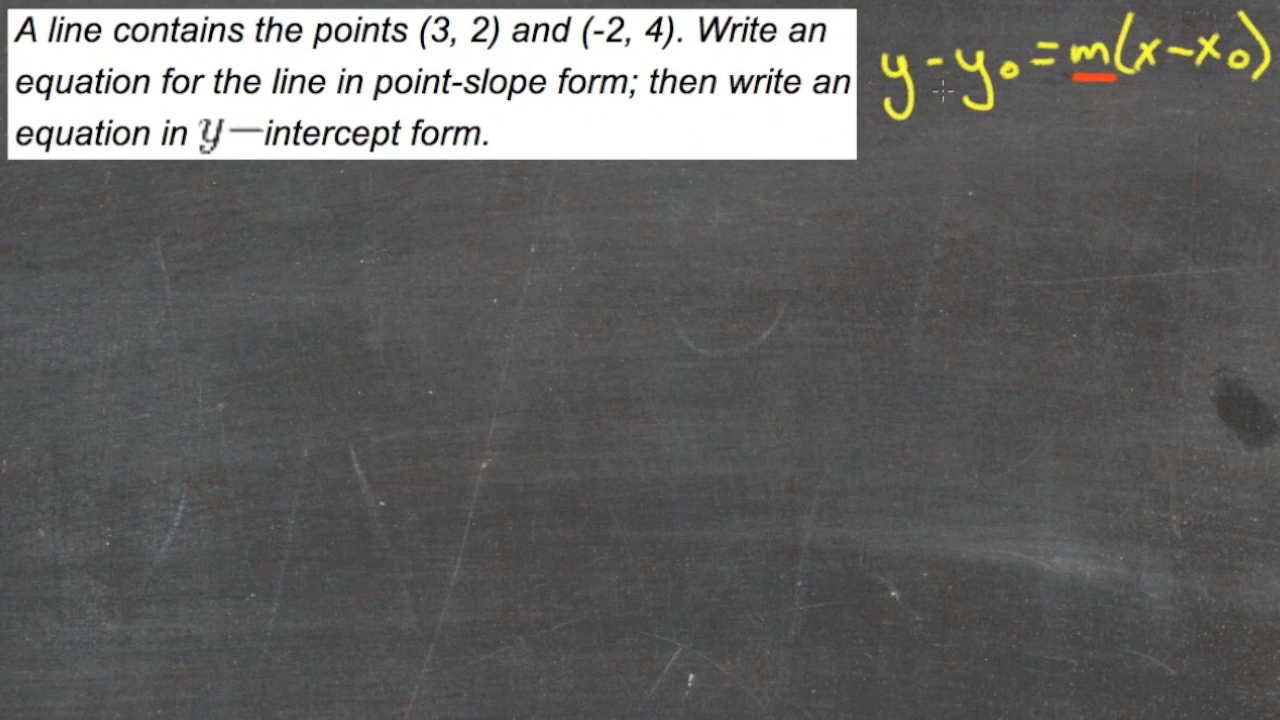 A line contains the points (3, 2) and (-2, 4). Write an
equation for the line in point-slope form; then write an
equation in y—intercept form.
y - y₀ = m(x - x₀)